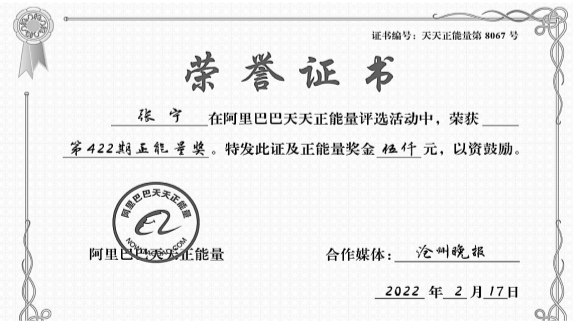 证书编号：天天正能量第 8067 号
荣誉证书
张宁 在阿里巴巴天天正能量评选活动中，荣获
第422期正能量奖。特发此证及正能量奖金 伍仟 元，以资鼓励。
阿里巴巴天天正能量
阿里巴巴天天正能量 合作媒体： 沧州晚报
2022 年 2 月 17 日